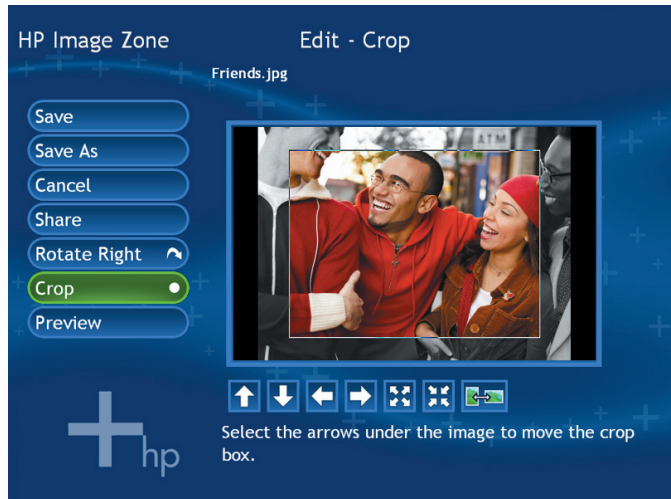 HP Image Zone
Edit - Crop
Friends.jpg
Save
Save As
Cancel
Share
Rotate Right
Crop
Preview
ATM
hp
Select the arrows under the image to move the crop
box.